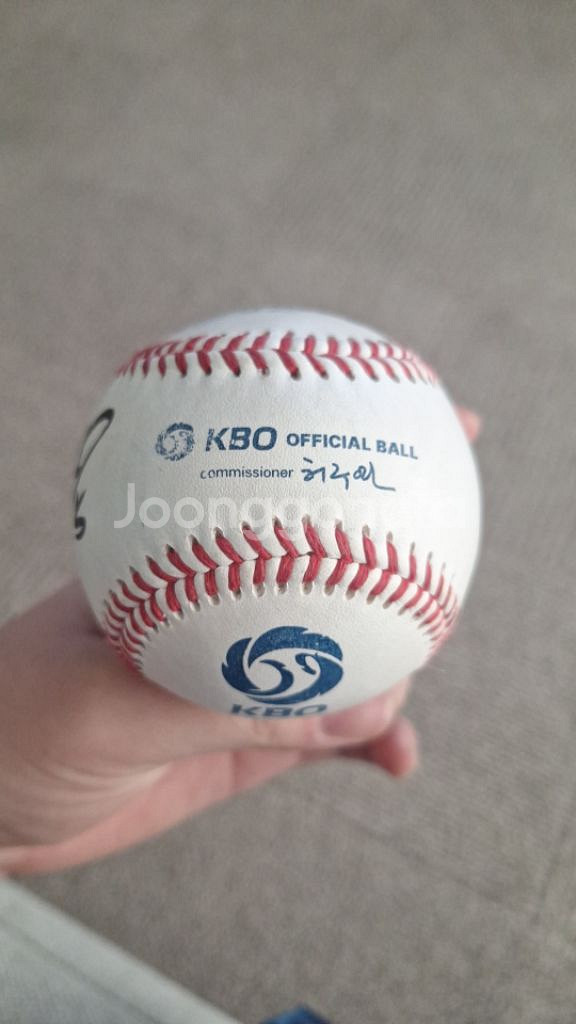 KBO OFFICIAL BALL
commissioner 허구연
Joonggonara
KBO